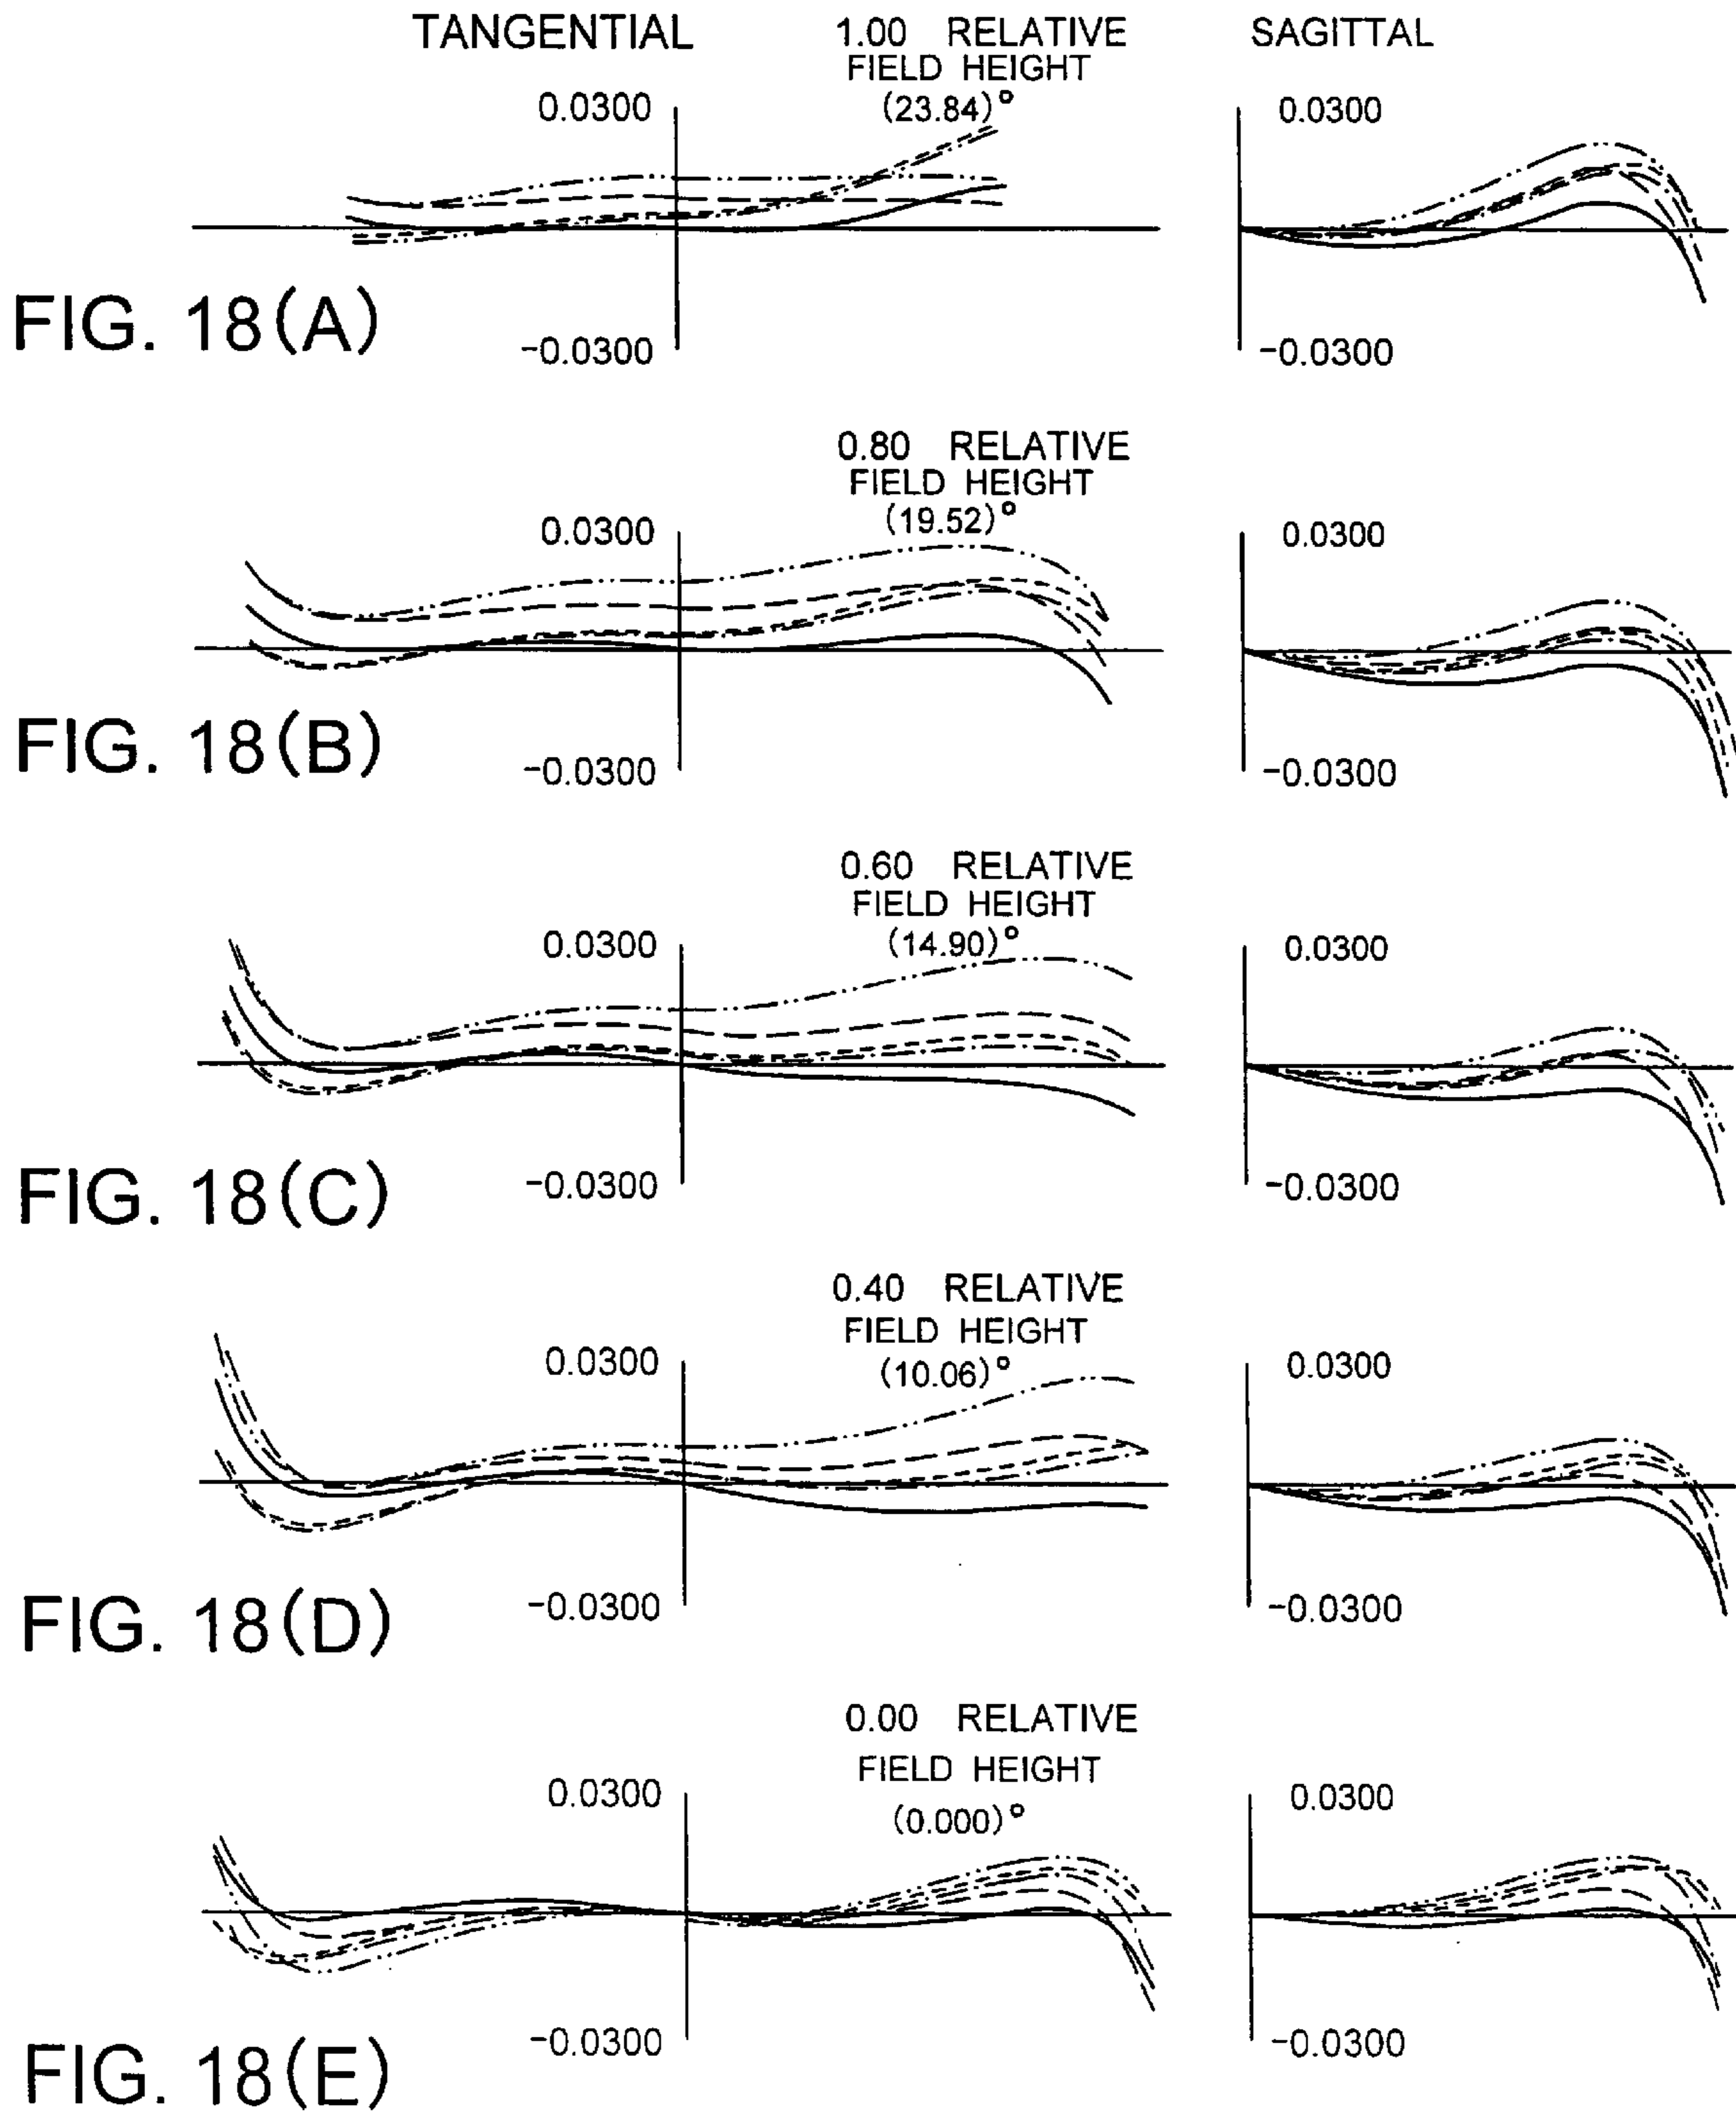 TANGENTIAL
1.00 RELATIVE
FIELD HEIGHT
(23.84)°
SAGITTAL
0.0300
0.0300
FIG. 18(A)
-0.0300
-0.0300
0.80 RELATIVE
FIELD HEIGHT
(19.52)°
0.0300
0.0300
FIG. 18(B)
-0.0300
-0.0300
0.60 RELATIVE
FIELD HEIGHT
(14.90)°
0.0300
0.0300
FIG. 18(C)
-0.0300
-0.0300
0.40 RELATIVE
FIELD HEIGHT
(10.06)°
0.0300
0.0300
FIG. 18(D)
-0.0300
-0.0300
0.00 RELATIVE
FIELD HEIGHT
(0.000)°
0.0300
0.0300
FIG. 18(E)
-0.0300
-0.0300